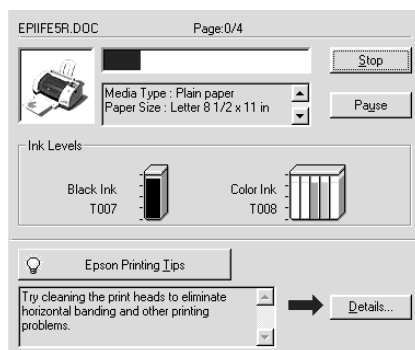 EPIIFE5R.DOC Page:0/4
Stop
Media Type : Plain paper
Paper Size : Letter 8 1/2 x 11 in
Pause
Ink Levels
Black Ink
T007
Color Ink
T008
Epson Printing Tips
Try cleaning the print heads to eliminate
horizontal banding and other printing
problems.
Details...